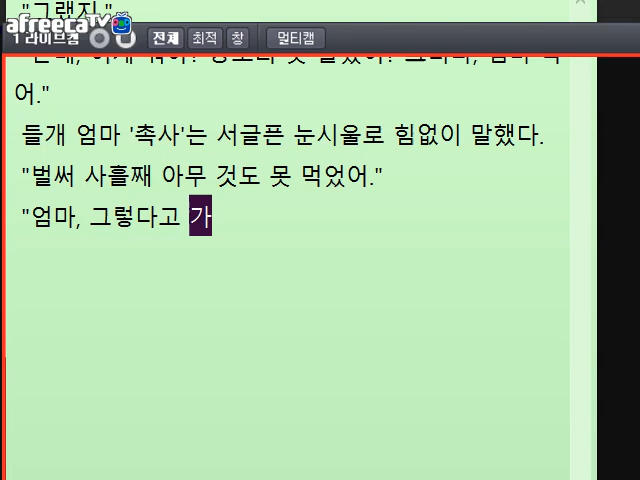 "그랬지."
afreecaTV
1 라이브캠 전체 최적 창 멀티캠
어."
들개 엄마 '촉사'는 서글픈 눈시울로 힘없이 말했다.
"벌써 사흘째 아무 것도 못 먹었어."
"엄마, 그렇다고 가